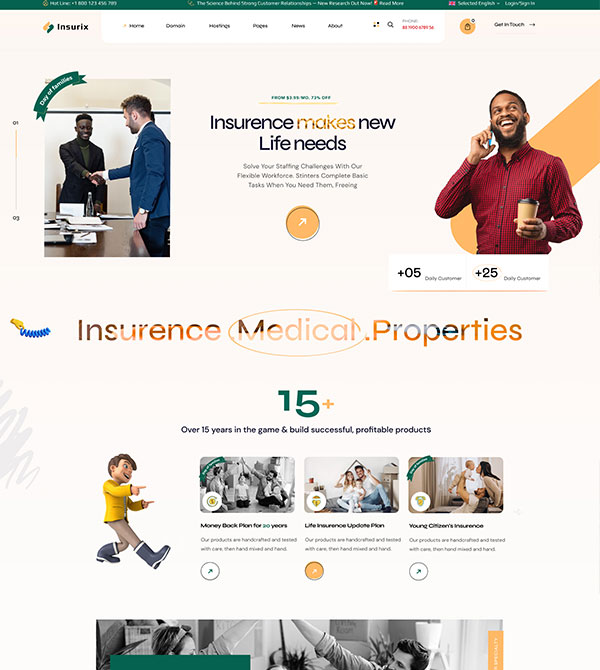 Hot Line: +1 800 123 456 789
The Science Behind Strong Customer Relationships — New Research Out Now! Read More
Selected English
Login/Sign In
Insurix
Home
Domain
Hostings
Pages
News
About
PHONE:
0
Get In Touch
Day of families
01
03
FROM $3.99/MO, 73% OFF
Insurence makes new
Life needs
Solve Your Staffing Challenges With Our
Flexible Workforce. Stinters Complete Basic
Tasks When You Need Them, Freeing
+05 Daily Customer
+25 Daily Customer
Insurence .Medical .Properties
15+
Over 15 years in the game & build successful, profitable products
Money Back Plan for 20 years
Our products are handcrafted and tested
with care, then hand mixed and hand.
Life Insurence Update Plan
Our products are handcrafted and tested
with care, then hand mixed and hand.
Young Citizen's Insurence
Our products are handcrafted and tested
with care, then hand mixed and hand.